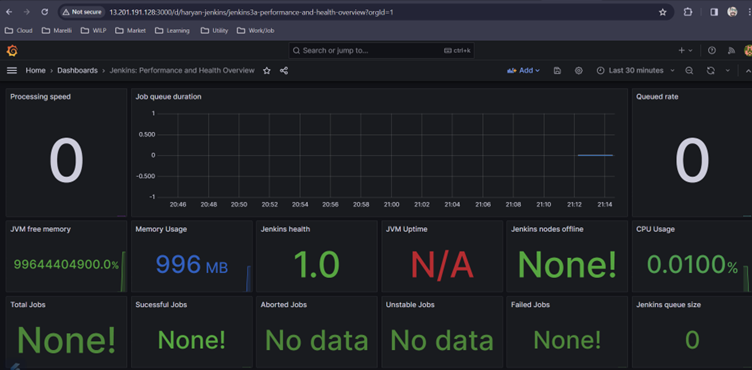 Not secure 13.201.191.128:3000/d/haryan-jenkins/jenkins3a-performance-and-health-overview?orgId=1
Cloud Marelli WiLP Market Learning Utility Work/Job
Search or jump to... ctrl+k
Home Dashboards Jenkins: Performance and Health Overview Add Last 30 minutes
Processing speed Job queue duration Queued rate
0
1
0.500
0
-0.500
-1
20:46 20:48 20:50 20:52 20:54 20:56 20:58 21:00 21:02 21:04 21:06 21:08 21:10 21:12 21:14
0
JVM free memory Memory Usage Jenkins health JVM Uptime Jenkins nodes offline CPU Usage
99644404900.0% 996 MB 1.0 N/A None! 0.0100%
Total Jobs Sucessful Jobs Aborted Jobs Unstable Jobs Failed Jobs Jenkins queue size
None! None! No data No data None! 0